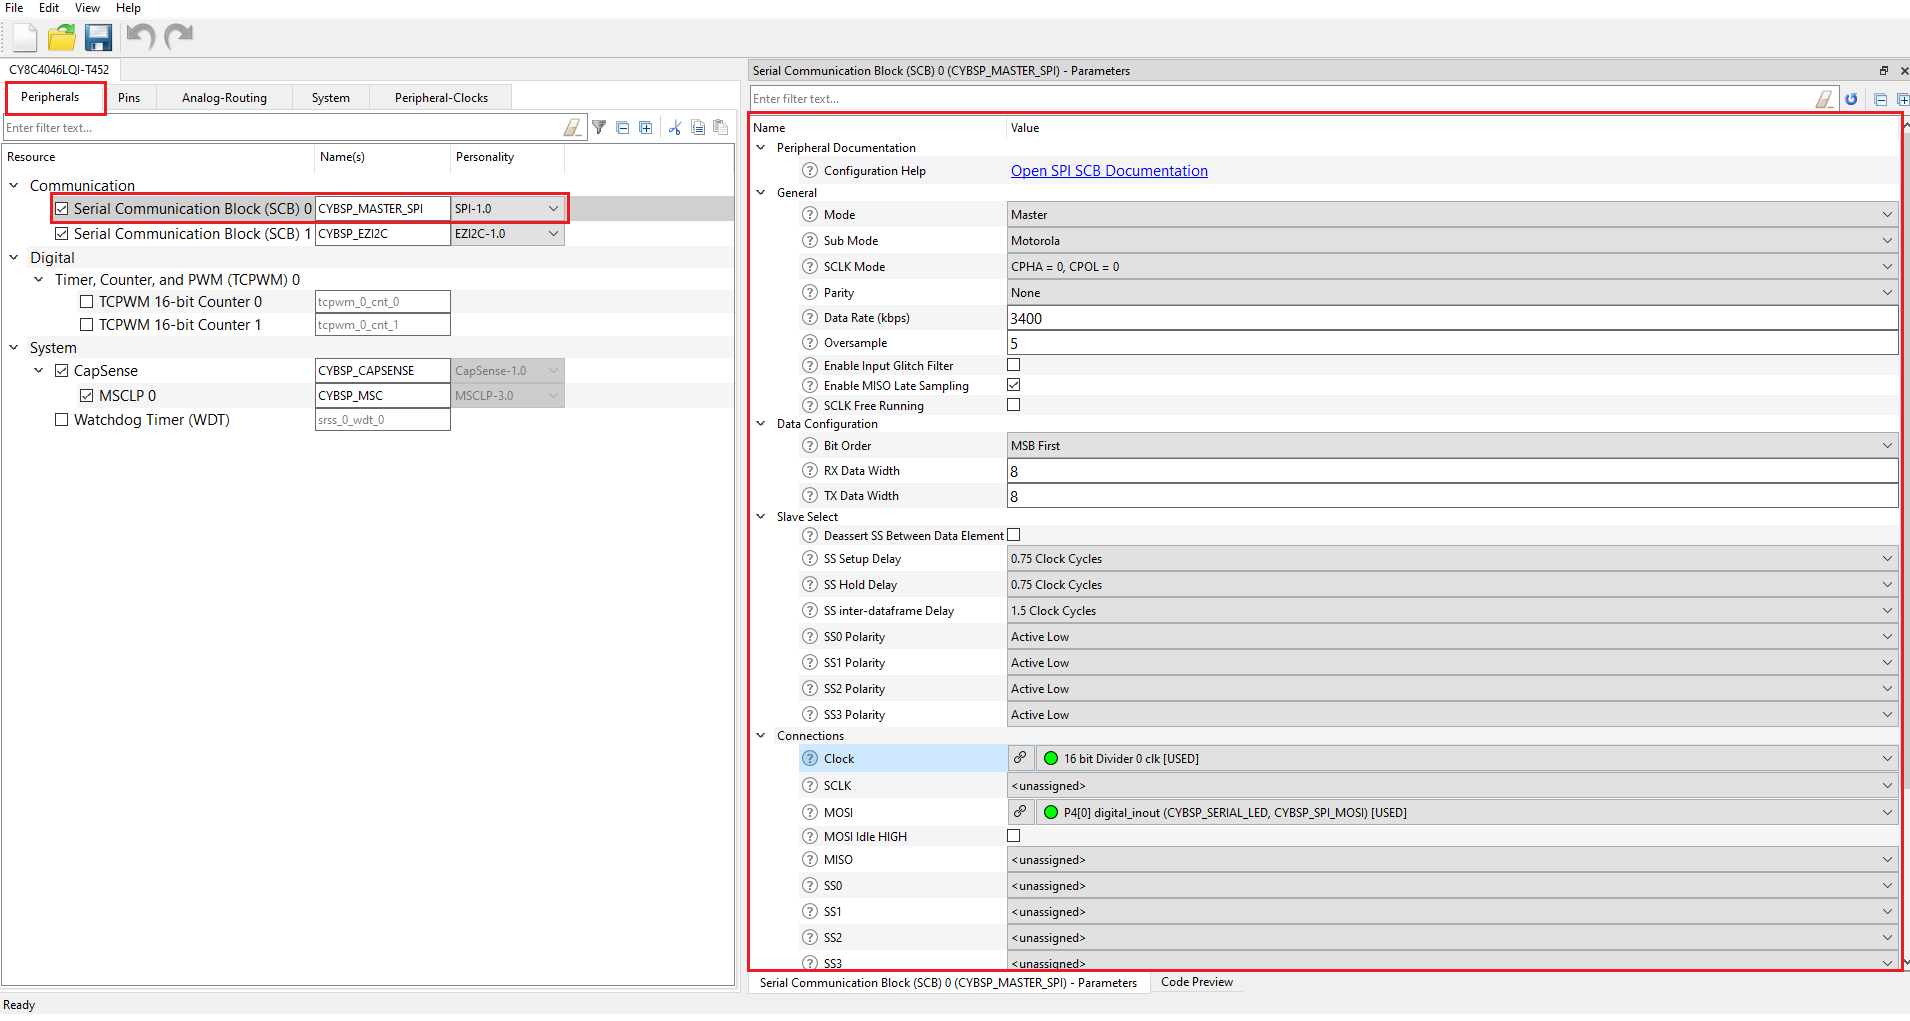 File Edit View Help
CY8C4046LQI-T452
Peripherals Pins Analog-Routing System Peripheral-Clocks
Enter filter text...
Resource Name(s) Personality
Communication
Serial Communication Block (SCB) 0 CYBSP_MASTER_SPI SPI-1.0
Serial Communication Block (SCB) 1 CYBSP_EZI2C EZI2C-1.0
Digital
Timer, Counter, and PWM (TCPWM) 0
TCPWM 16-bit Counter 0 tcpwm_0_cnt_0
TCPWM 16-bit Counter 1 tcpwm_0_cnt_1
System
CapSense CYBSP_CAPSENSE CapSense-1.0
MSCLP 0 CYBSP_MSC MSCLP-3.0
Watchdog Timer (WDT) srss_0_wdt_0
Serial Communication Block (SCB) 0 (CYBSP_MASTER_SPI) - Parameters
Enter filter text...
Name Value
Peripheral Documentation
Configuration Help Open SPI SCB Documentation
General
Mode Master
Sub Mode Motorola
SCLK Mode CPHA = 0, CPOL = 0
Parity None
Data Rate (kbps) 3400
Oversample 5
Enable Input Glitch Filter
Enable MISO Late Sampling
SCLK Free Running
Data Configuration
Bit Order MSB First
RX Data Width 8
TX Data Width 8
Slave Select
Deassert SS Between Data Element
SS Setup Delay 0.75 Clock Cycles
SS Hold Delay 0.75 Clock Cycles
SS inter-dataframe Delay 1.5 Clock Cycles
SS0 Polarity Active Low
SS1 Polarity Active Low
SS2 Polarity Active Low
SS3 Polarity Active Low
Connections
Clock 16 bit Divider 0 clk [USED]
SCLK <unassigned>
MOSI P4[0] digital_inout (CYBSP_SERIAL_LED, CYBSP_SPI_MOSI) [USED]
MOSI Idle HIGH
MISO <unassigned>
SS0 <unassigned>
SS1 <unassigned>
SS2 <unassigned>
SS3 <unassigned>
Serial Communication Block (SCB) 0 (CYBSP_MASTER_SPI) - Parameters Code Preview
Ready